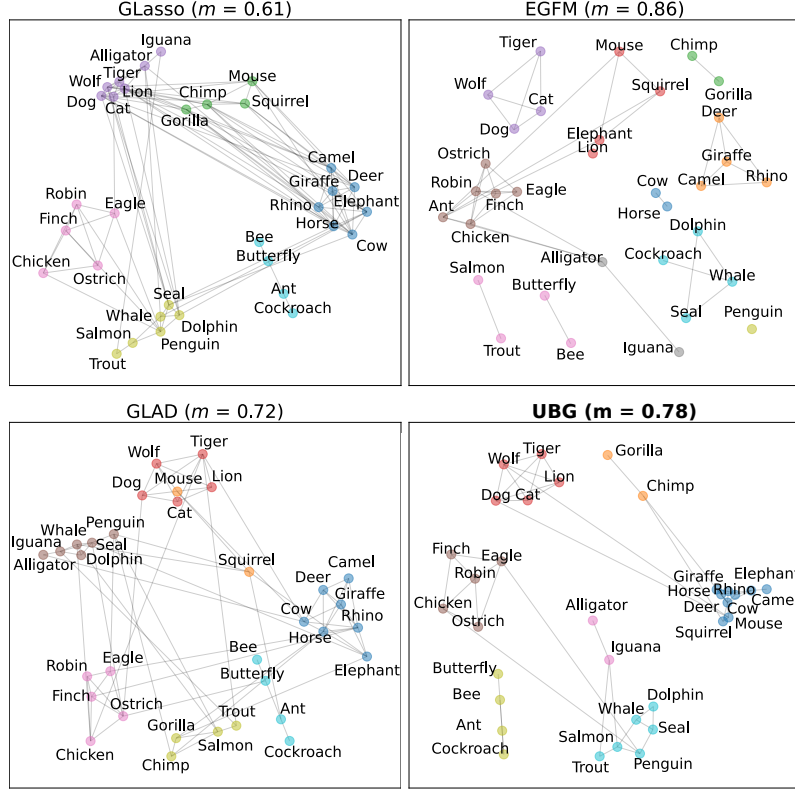 GLasso (m = 0.61)
Iguana
Alligator
Tiger
Wolf
Lion
Dog
Cat
Mouse
Chimp
Squirrel
Gorilla
Camel
Giraffe
Deer
Rhino
Elephant
Horse
Cow
Robin
Eagle
Finch
Chicken
Ostrich
Bee
Butterfly
Ant
Cockroach
Seal
Whale
Dolphin
Salmon
Penguin
Trout
EGFM (m = 0.86)
Tiger
Mouse
Chimp
Wolf
Squirrel
Gorilla
Cat
Deer
Dog
Elephant
Lion
Ostrich
Giraffe
Robin
Eagle
Cow
Camel
Rhino
Ant
Finch
Horse
Chicken
Dolphin
Alligator
Cockroach
Salmon
Butterfly
Whale
Seal
Penguin
Trout
Bee
Iguana
GLAD (m = 0.72)
Tiger
Wolf
Mouse
Lion
Dog
Cat
Penguin
Whale
Iguana
Seal
Alligator
Dolphin
Squirrel
Camel
Deer
Giraffe
Cow
Rhino
Horse
Elephant
Robin
Eagle
Finch
Ostrich
Chicken
Bee
Butterfly
Ant
Trout
Gorilla
Salmon
Cockroach
Chimp
UBG (m = 0.78)
Tiger
Gorilla
Wolf
Lion
Chimp
Dog
Cat
Finch
Eagle
Robin
Chicken
Ostrich
Giraffe
Elephant
Horse
Rhino
Camel
Deer
Cow
Squirrel
Mouse
Alligator
Iguana
Butterfly
Bee
Ant
Cockroach
Dolphin
Whale
Seal
Salmon
Trout
Penguin